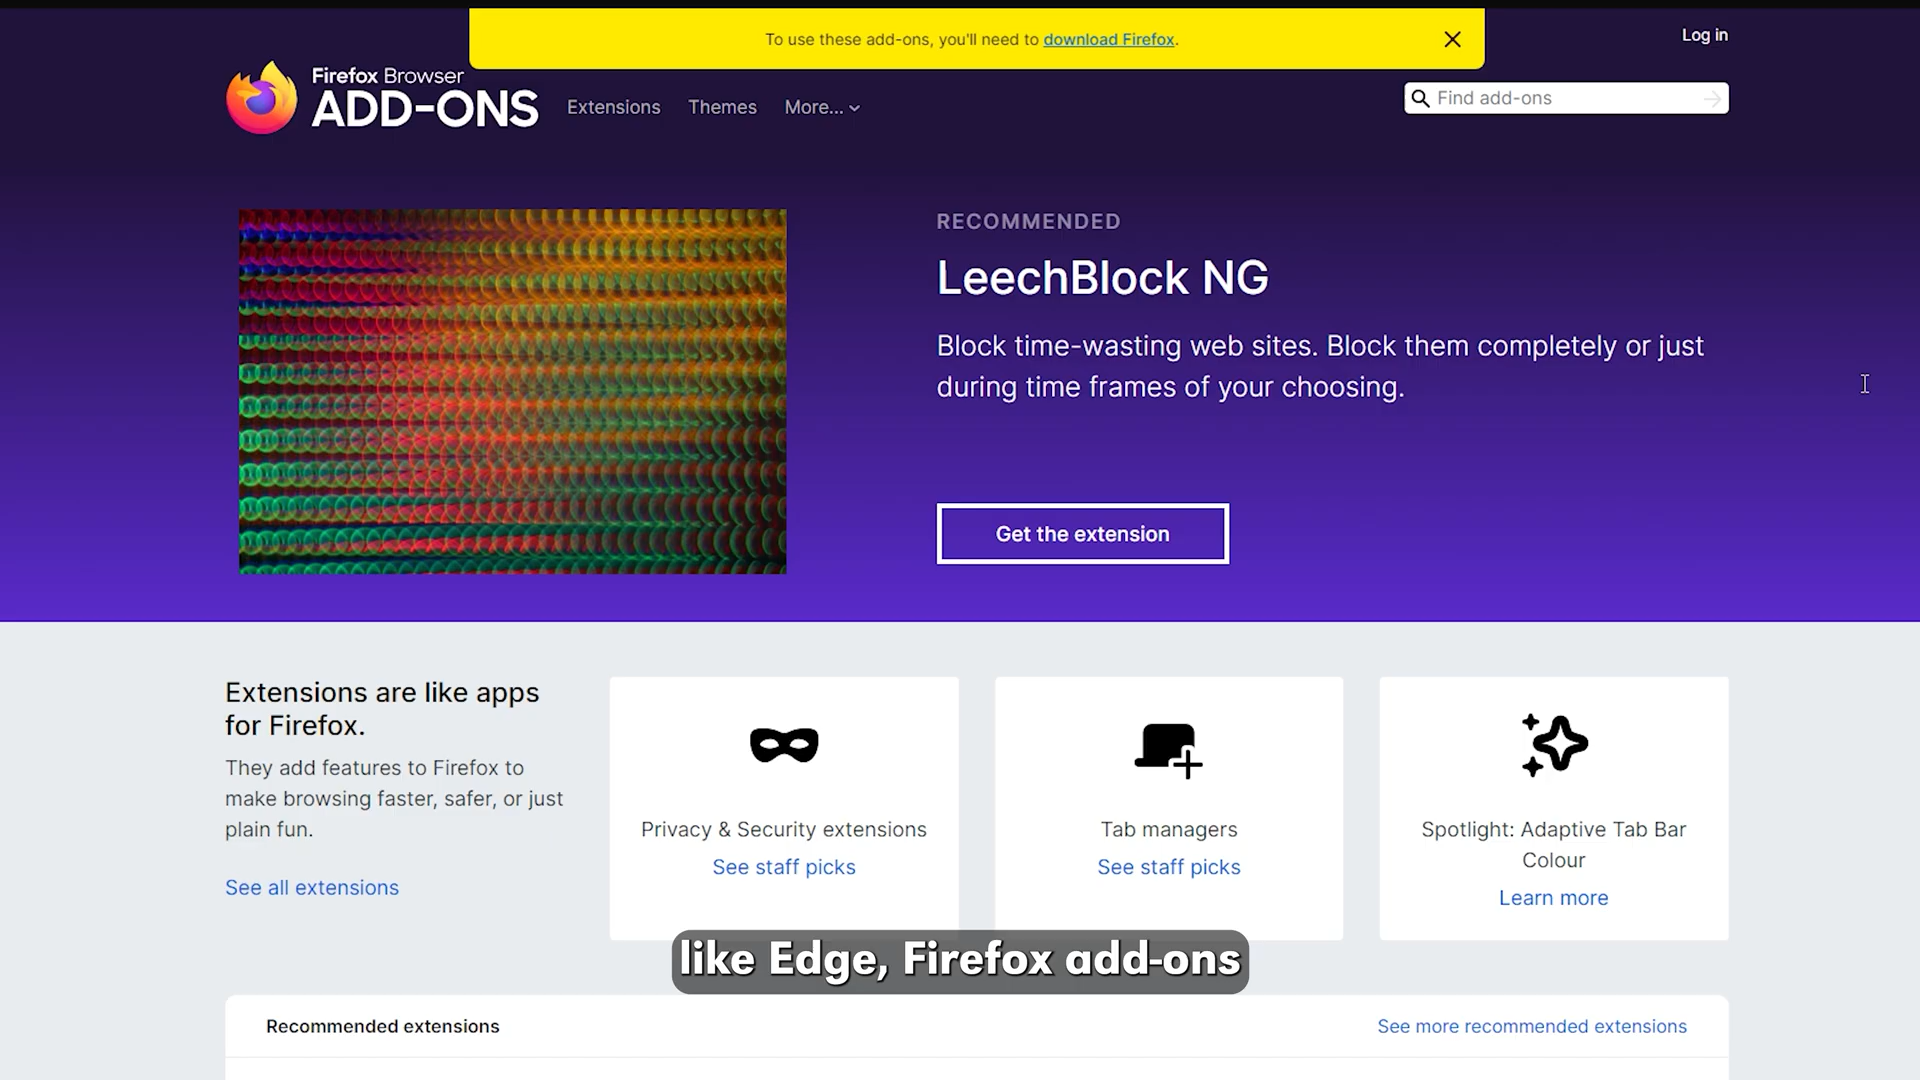 To use these add-ons, you'll need to download Firefox.
Log in
Firefox Browser
ADD-ONS
Extensions
Themes
More...
Find add-ons
RECOMMENDED
LeechBlock NG
Block time-wasting web sites. Block them completely or just
during time frames of your choosing.
Get the extension
Extensions are like apps
for Firefox.
They add features to Firefox to
make browsing faster, safer, or just
plain fun.
See all extensions
Privacy & Security extensions
See staff picks
Tab managers
See staff picks
Spotlight: Adaptive Tab Bar
Colour
Learn more
like Edge, Firefox add-ons
Recommended extensions
See more recommended extensions